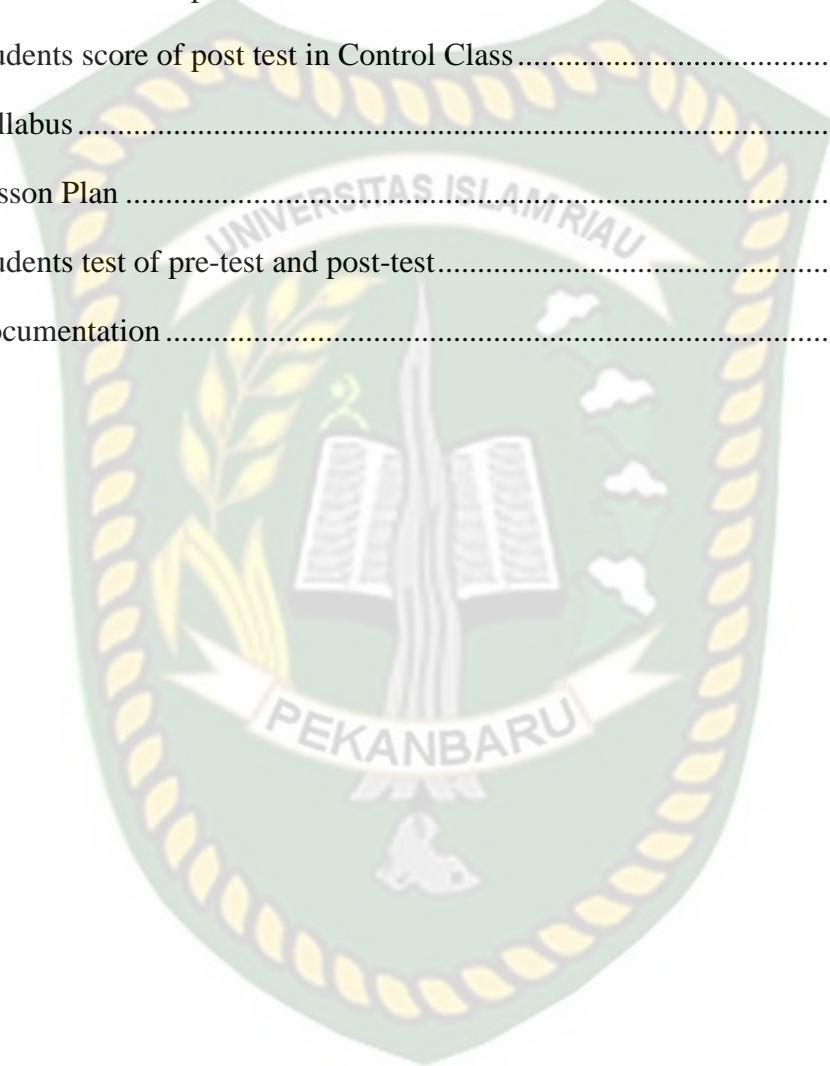 udents score of post test in Control Class........................................
llabus................................................................................................
sson Plan ..........................................................................................
udents test of pre-test and post-test..................................................
ocumentation.....................................................................................
UNIVERSITAS ISLAM RIAU
PEKANBARU